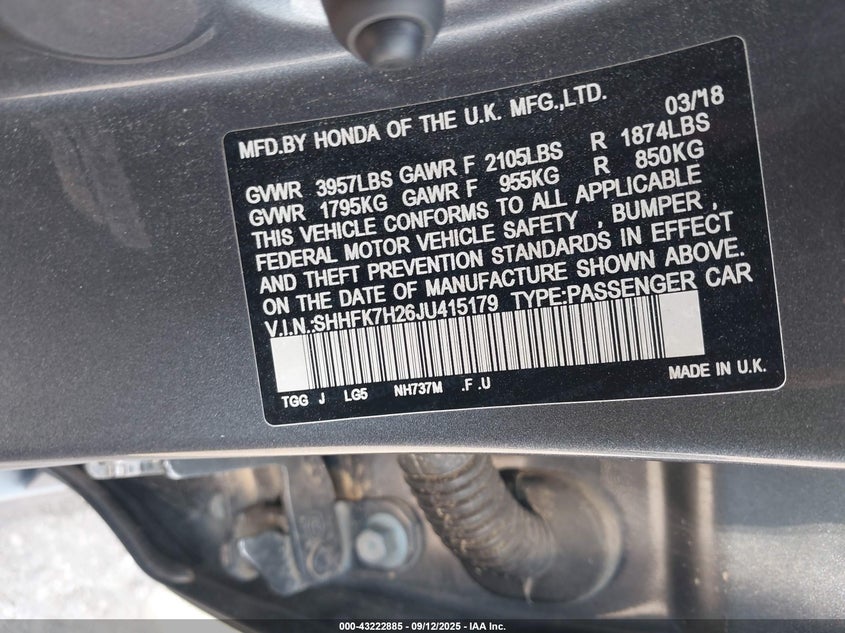 MFD.BY HONDA OF THE U.K. MFG.,LTD. 03/18
GVWR 3957LBS GAWR F 2105LBS R 1874LBS
GVWR 1795KG GAWR F 955KG R 850KG
THIS VEHICLE CONFORMS TO ALL APPLICABLE
FEDERAL MOTOR VEHICLE SAFETY , BUMPER ,
AND THEFT PREVENTION STANDARDS IN EFFECT
ON THE DATE OF MANUFACTURE SHOWN ABOVE.
V.I.N.:SHHFK7H26JU415179 TYPE:PASSENGER CAR
TGG J LG5 NH737M .F .U MADE IN U.K.
000-43222885 - 09/12/2025 - IAA Inc.